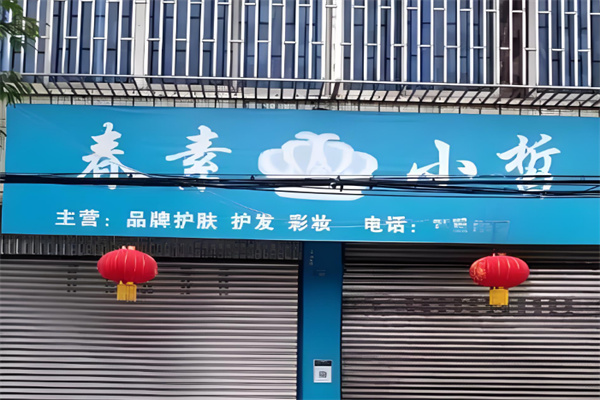 春素 小哲
主营：品牌护肤 护发 彩妆 电话：